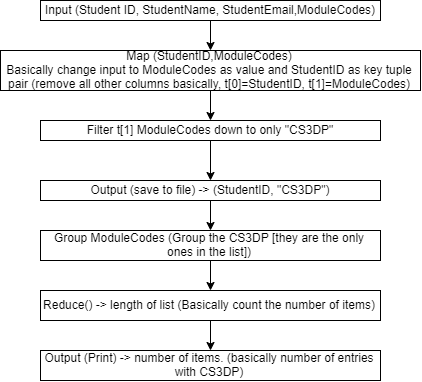 Input (Student ID, StudentName, StudentEmail,ModuleCodes)
Map (StudentID,ModuleCodes)
Basically change input to ModuleCodes as value and StudentID as key tuple
pair (remove all other columns basically, t[0]=StudentID, t[1]=ModuleCodes)
Filter t[1] ModuleCodes down to only "CS3DP"
Output (save to file) -> (StudentID, "CS3DP")
Group ModuleCodes (Group the CS3DP [they are the only
ones in the list])
Reduce() -> length of list (Basically count the number of items)
Output (Print) -> number of items. (basically number of entries
with CS3DP)